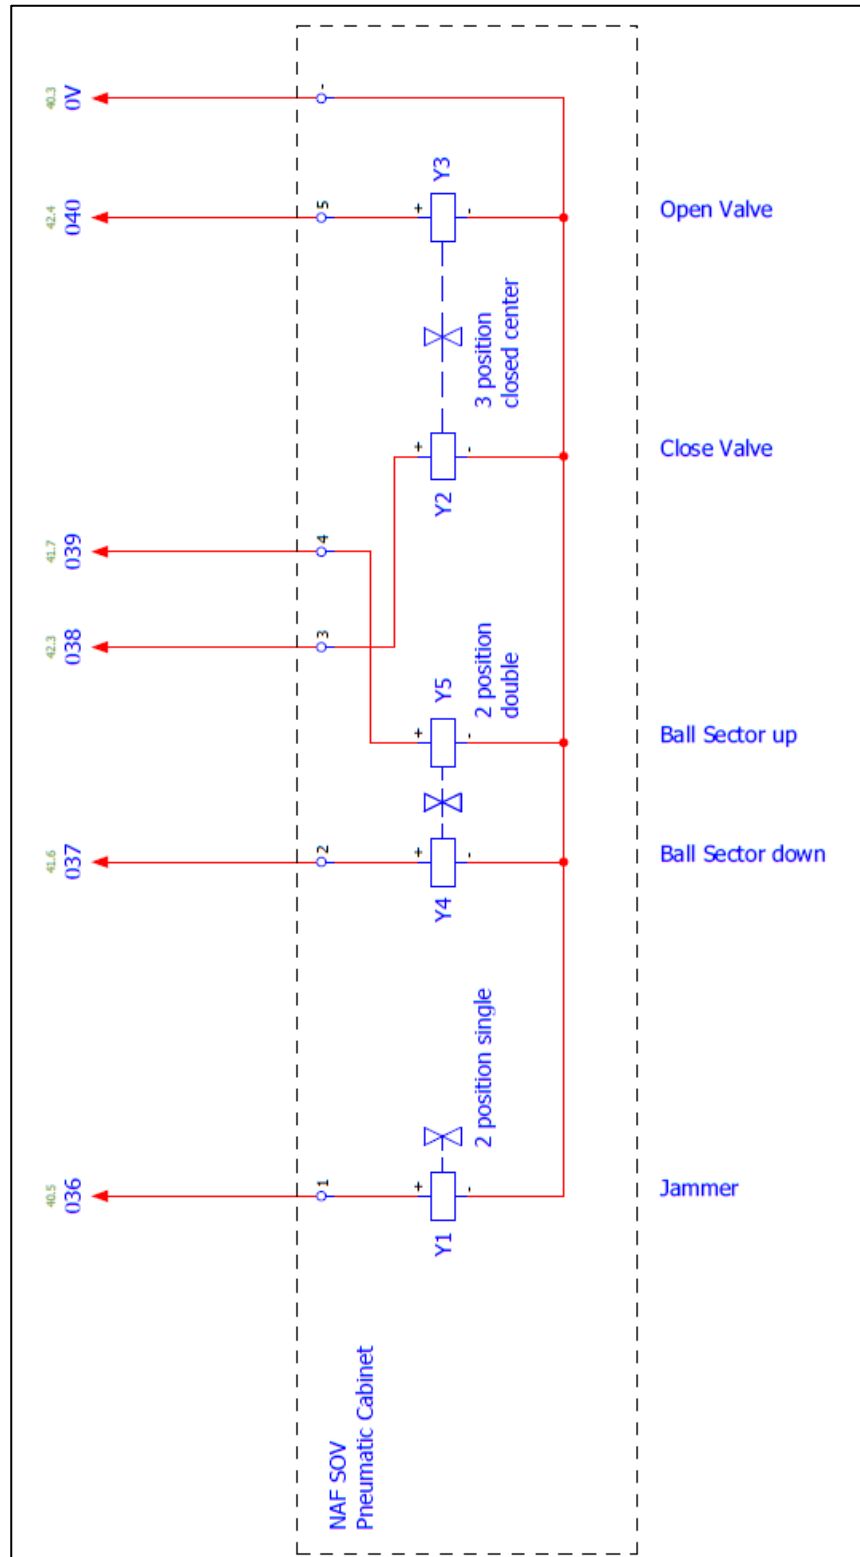 40.3
0V
-
42.4
040
5
+
-
Y3
Open Valve
3 position
closed center
+
-
Y2
Close Valve
41.7
039
4
42.3
038
3
+
-
Y5
2 position
double
Ball Sector up
41.6
037
2
+
-
Y4
Ball Sector down
2 position single
40.5
036
1
+
-
Y1
Jammer
NAF SOV
Pneumatic Cabinet